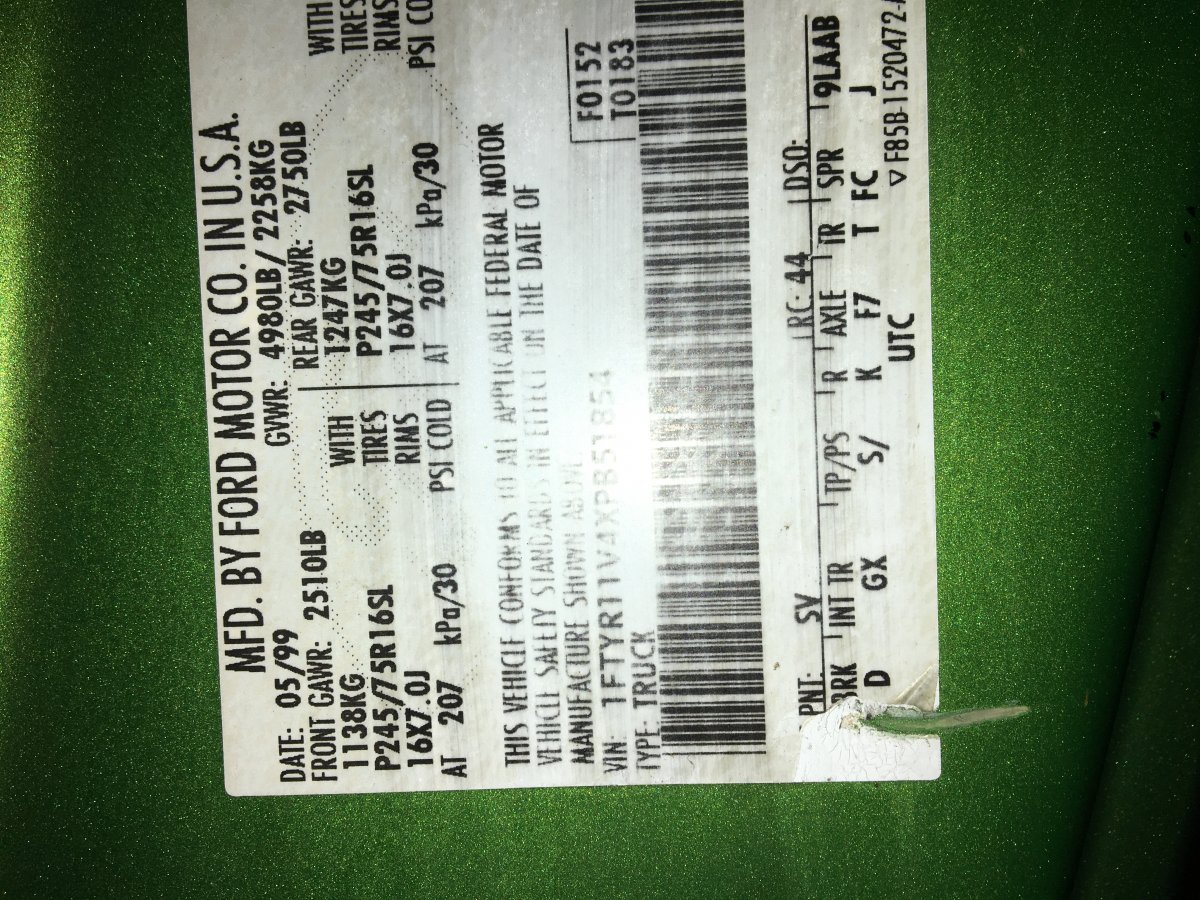 MFD. BY FORD MOTOR CO. IN U.S.A.
DATE: 05/99 GVWR: 4980LB/ 2258KG
FRONT GAWR: 2510LB REAR GAWR: 2750LB
1138KG WITH 1247KG WITH
P245/75R16SL TIRES P245/75R16SL TIRES
16X7.0J RIMS 16X7.0J RIMS
AT 207 kPa/30 PSI COLD AT 207 kPa/30 PSI CO
THIS VEHICLE CONFORMS TO ALL APPLICABLE FEDERAL MOTOR
VEHICLE SAFETY STANDARDS IN EFFECT ON THE DATE OF
MANUFACTURE SHOWN ABOVE
VIN: 1FTYR11V4XPB51854 F0152
TYPE: TRUCK T0183
PNT: SV RC: 44 DSO:
BRK INT TR TP/PS R AXLE TR SPR 9LAAB
D GX S/ K F7 T FC J
UTC ▽ F85B-1520472-